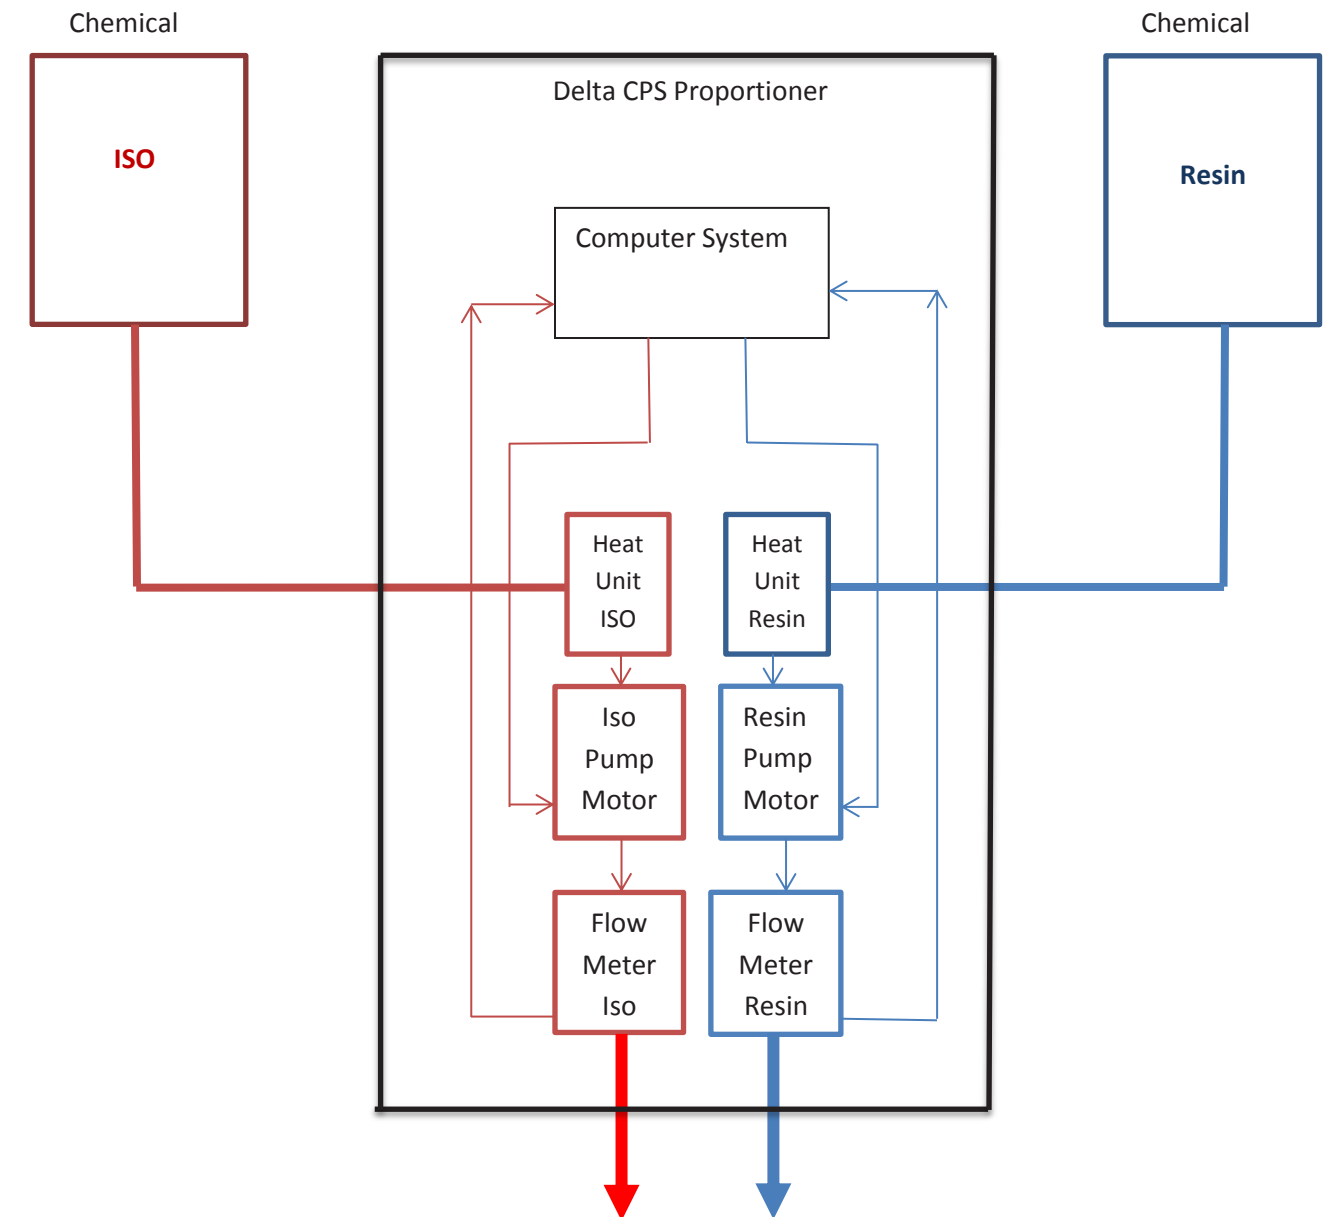 Chemical
Chemical
ISO
Delta CPS Proportioner
Resin
Computer System
Heat
Unit
ISO
Heat
Unit
Resin
Iso
Pump
Motor
Resin
Pump
Motor
Flow
Meter
Iso
Flow
Meter
Resin